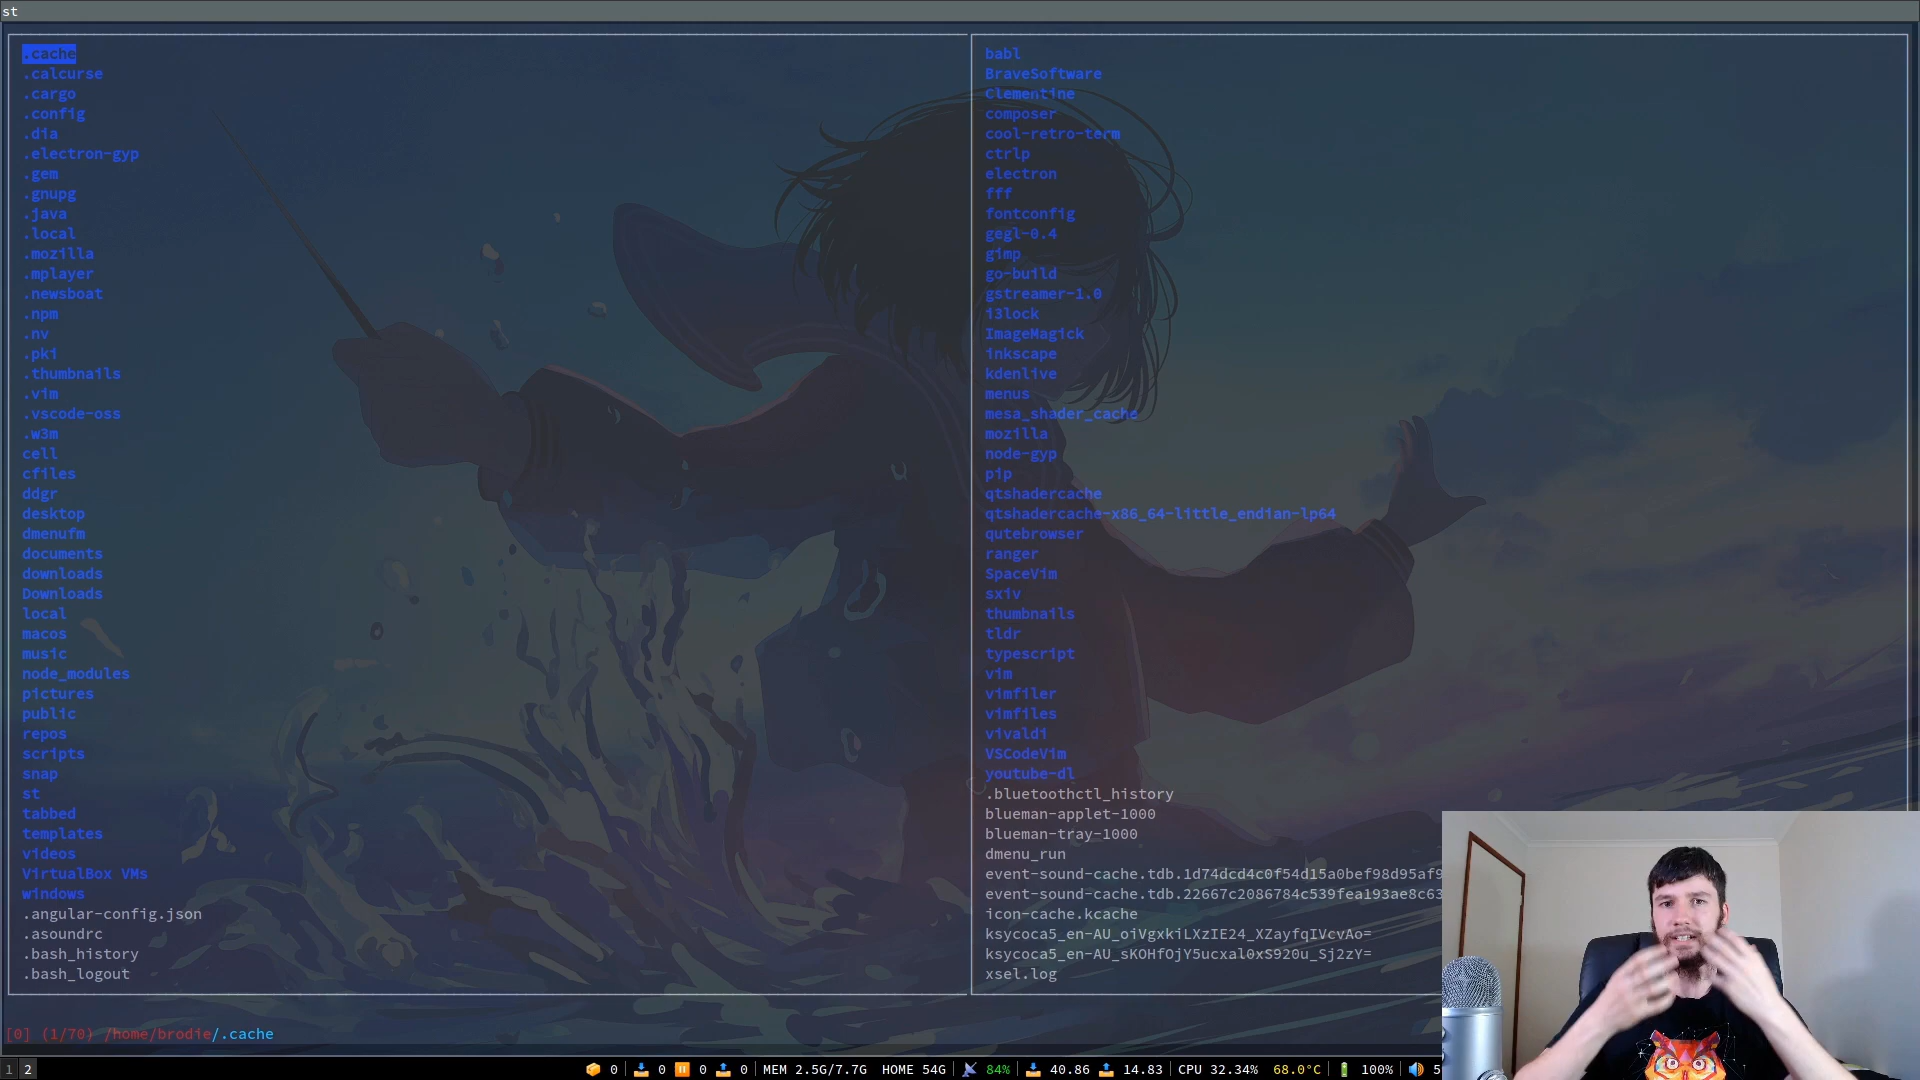 st
.cache
.calcurse
.cargo
.config
.dia
.electron-gyp
.gem
.gnupg
.java
.local
.mozilla
.mplayer
.newsboat
.npm
.nv
.pki
.thumbnails
.vim
.vscode-oss
.w3m
cell
cfiles
ddgr
desktop
dmenufm
documents
downloads
Downloads
local
macos
music
node_modules
pictures
public
repos
scripts
snap
st
tabbed
templates
videos
VirtualBox VMs
windows
.angular-config.json
.asoundrc
.bash_history
.bash_logout
babl
BraveSoftware
Clementine
composer
cool-retro-term
ctrlp
electron
fff
fontconfig
gegl-0.4
gimp
go-build
gstreamer-1.0
i3lock
ImageMagick
inkscape
kdenlive
menus
mesa_shader_cache
mozilla
node-gyp
pip
qtshadercache
qtshadercache-x86_64-little_endian-lp64
qutebrowser
ranger
SpaceVim
sxiv
thumbnails
tldr
typescript
vim
vimfiler
vimfiles
vivaldi
VSCodeVim
youtube-dl
.bluetoothctl_history
blueman-applet-1000
blueman-tray-1000
dmenu_run
event-sound-cache.tdb.1d74dcd4c0f54d15a0bef98d95af9
event-sound-cache.tdb.22667c2086784c539fea193ae8c63
icon-cache.kcache
ksycoca5_en-AU_oiVgxkiLXzIE24_XZayfqIVcvAo=
ksycoca5_en-AU_sKOHfOjY5ucxal0xS920u_Sj2zY=
xsel.log
[0] (1/70) /home/brodie/.cache
1 2 0 0 0 0 MEM 2.5G/7.7G HOME 54G 84% 40.86 14.83 CPU 32.34% 68.0°C 100% 5